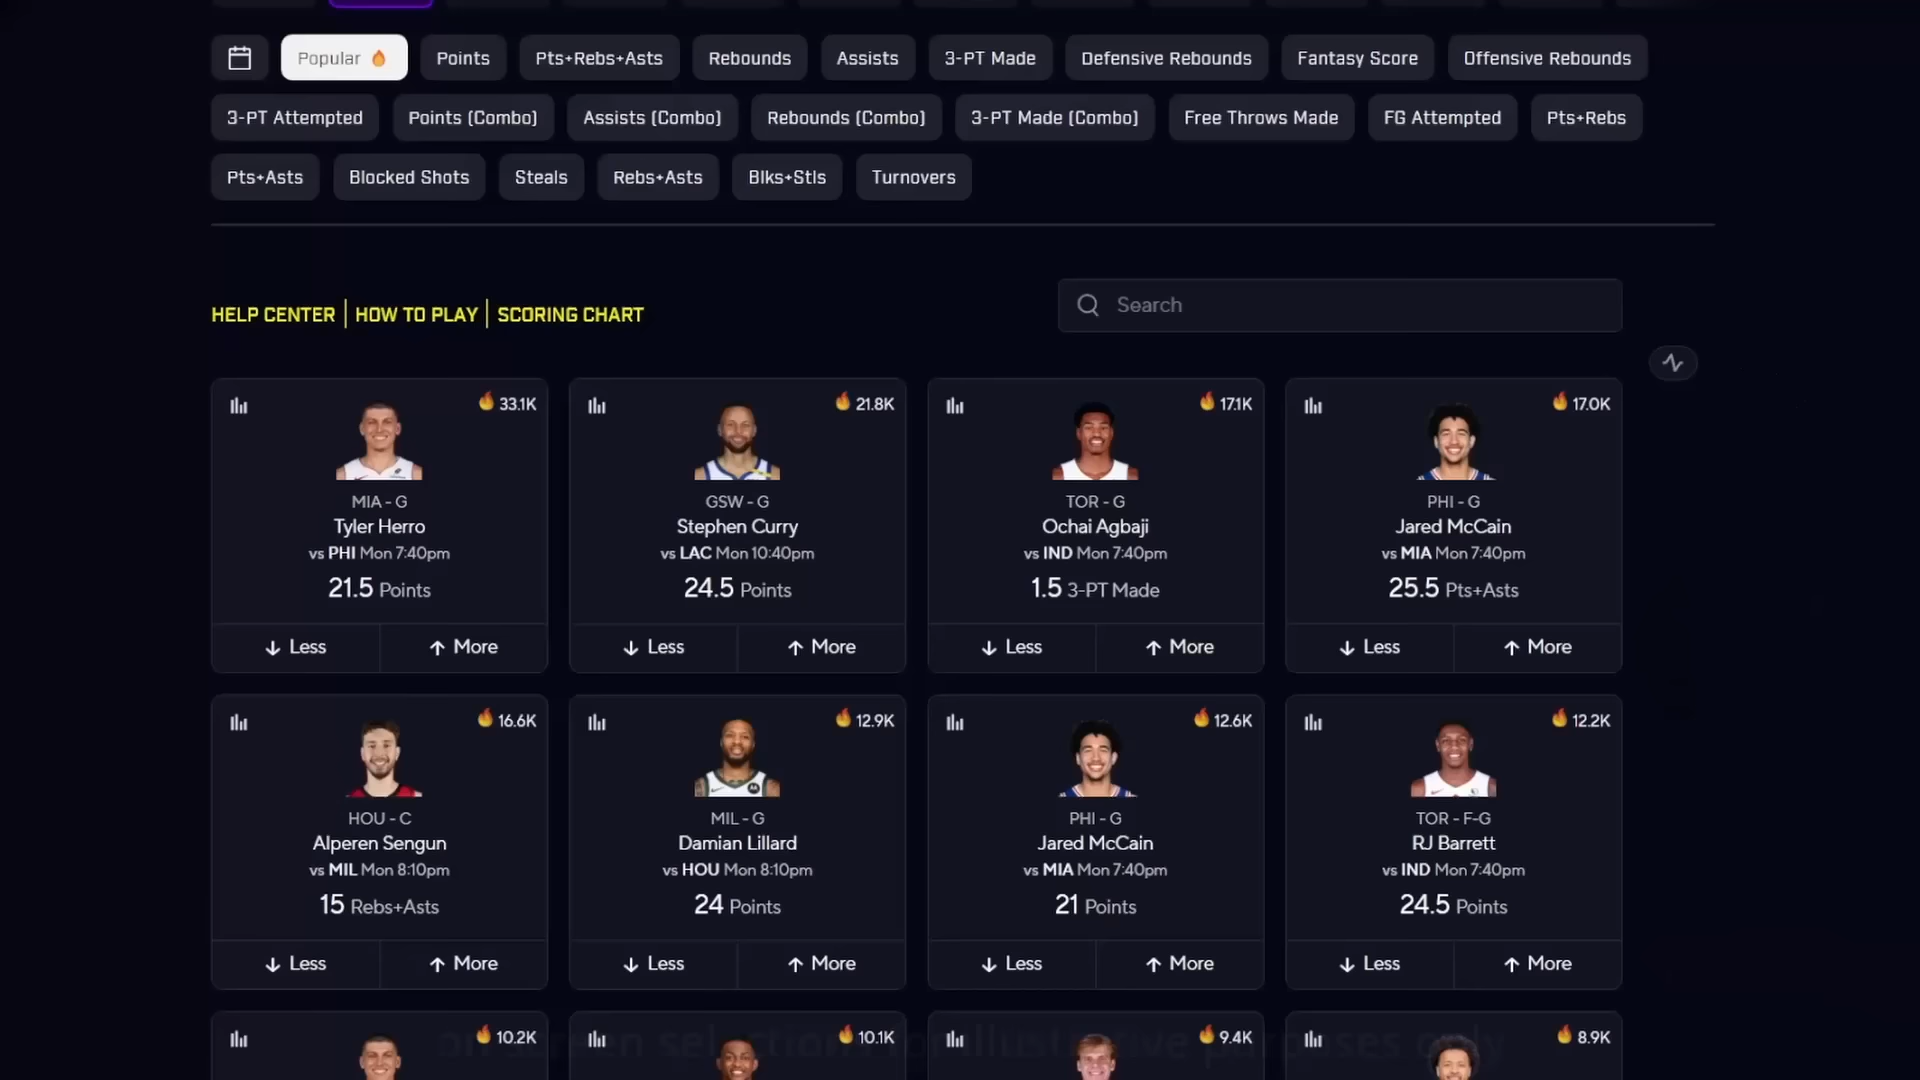 Popular
Points
Pts+Rebs+Asts
Rebounds
Assists
3-PT Made
Defensive Rebounds
Fantasy Score
Offensive Rebounds
3-PT Attempted
Points (Combo)
Assists (Combo)
Rebounds (Combo)
3-PT Made (Combo)
Free Throws Made
FG Attempted
Pts+Rebs
Pts+Asts
Blocked Shots
Steals
Rebs+Asts
Blks+Stls
Turnovers
HELP CENTER
HOW TO PLAY
SCORING CHART
Search
33.1K
MIA - G
Tyler Herro
vs PHI Mon 7:40pm
21.5 Points
Less
More
21.8K
GSW - G
Stephen Curry
vs LAC Mon 10:40pm
24.5 Points
Less
More
17.1K
TOR - G
Ochai Agbaji
vs IND Mon 7:40pm
1.5 3-PT Made
Less
More
17.0K
PHI - G
Jared McCain
vs MIA Mon 7:40pm
25.5 Pts+Asts
Less
More
16.6K
HOU - C
Alperen Sengun
vs MIL Mon 8:10pm
15 Rebs+Asts
Less
More
12.9K
MIL - G
Damian Lillard
vs HOU Mon 8:10pm
24 Points
Less
More
12.6K
PHI - G
Jared McCain
vs MIA Mon 7:40pm
21 Points
Less
More
12.2K
TOR - F-G
RJ Barrett
vs IND Mon 7:40pm
24.5 Points
Less
More
10.2K
10.1K
9.4K
8.9K
on screen selections for illustrative purposes only